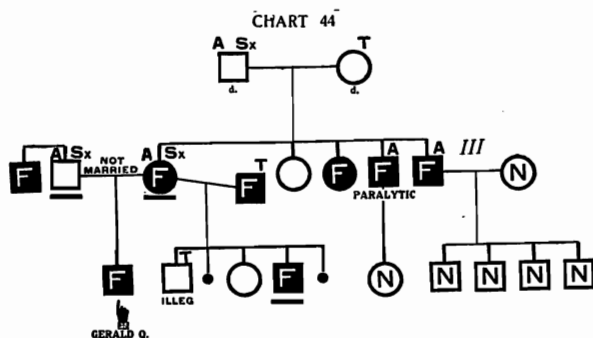 CHART 44
A Sx T
d. d.
A Sx A Sx T A A III
F NOT MARRIED F F F F F N
PARALYTIC
F T F N N N N N
ILLEG
GERALD Q.